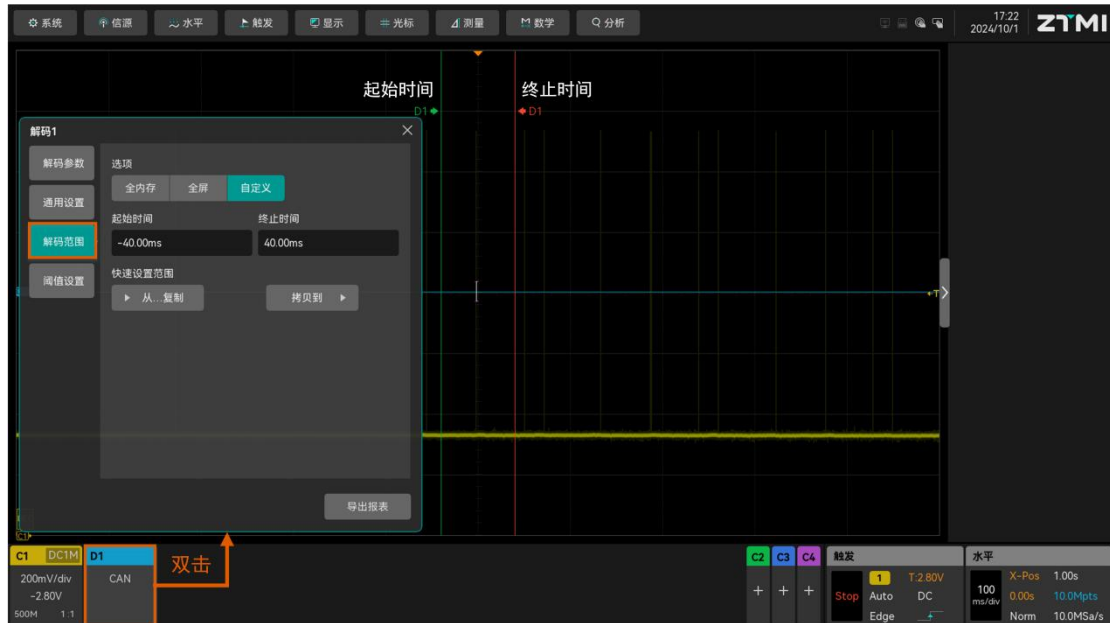 系统 信源 水平 触发 显示 光标 测量 数学 分析 17:22
2024/10/1 ZTMI
起始时间 终止时间
D1 D1
解码1
解码参数 选项
全内存 全屏 自定义
通用设置
起始时间 终止时间
解码范围 -40.00ms 40.00ms
快速设置范围
阈值设置
从...复制 拷贝到
T
导出报表
C1
C1 DC1M D1 双击 C2 C3 C4 触发 水平
200mV/div CAN 1 T:2.80V X-Pos 1.00s
-2.80V + + + Stop Auto DC 100 ms/div 0.00s 10.0Mpts
500M 1:1 Edge Norm 10.0MSa/s